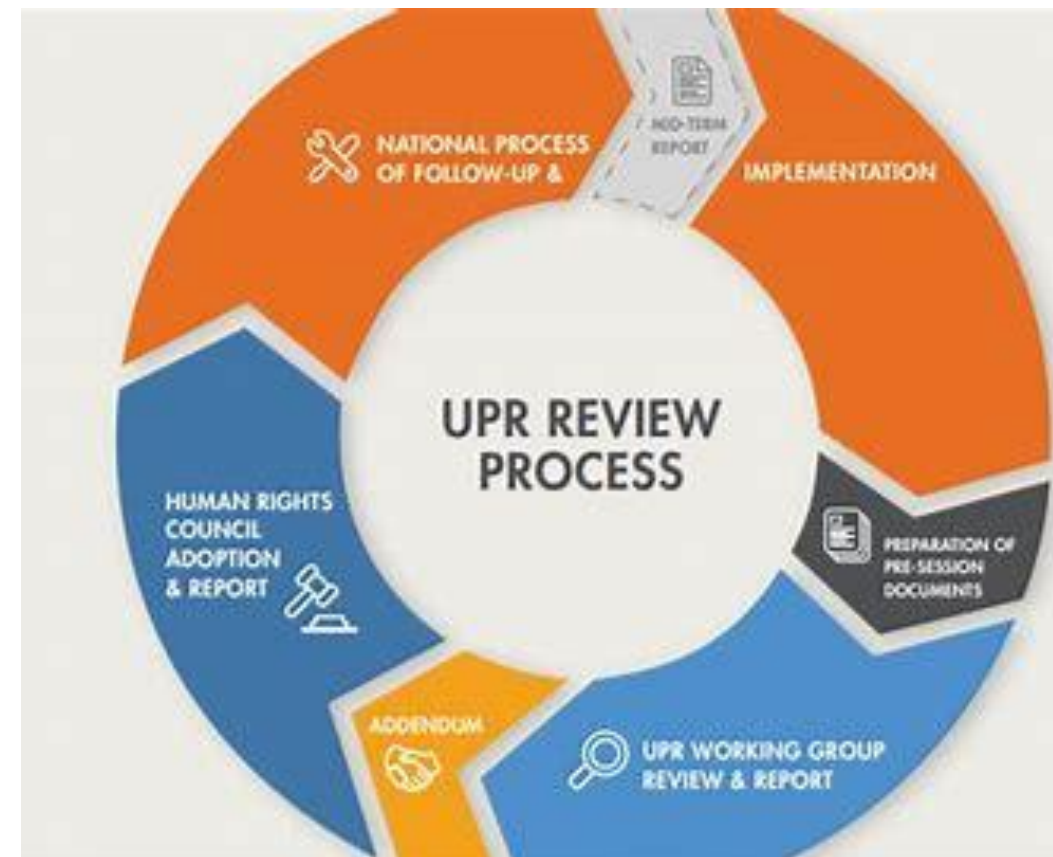 MID-TERM
REPORT
NATIONAL PROCESS
OF FOLLOW-UP &
IMPLEMENTATION
UPR REVIEW
PROCESS
HUMAN RIGHTS
COUNCIL
ADOPTION
& REPORT
PREPARATION OF
PRE-SESSION
DOCUMENTS
ADDENDUM
UPR WORKING GROUP
REVIEW & REPORT